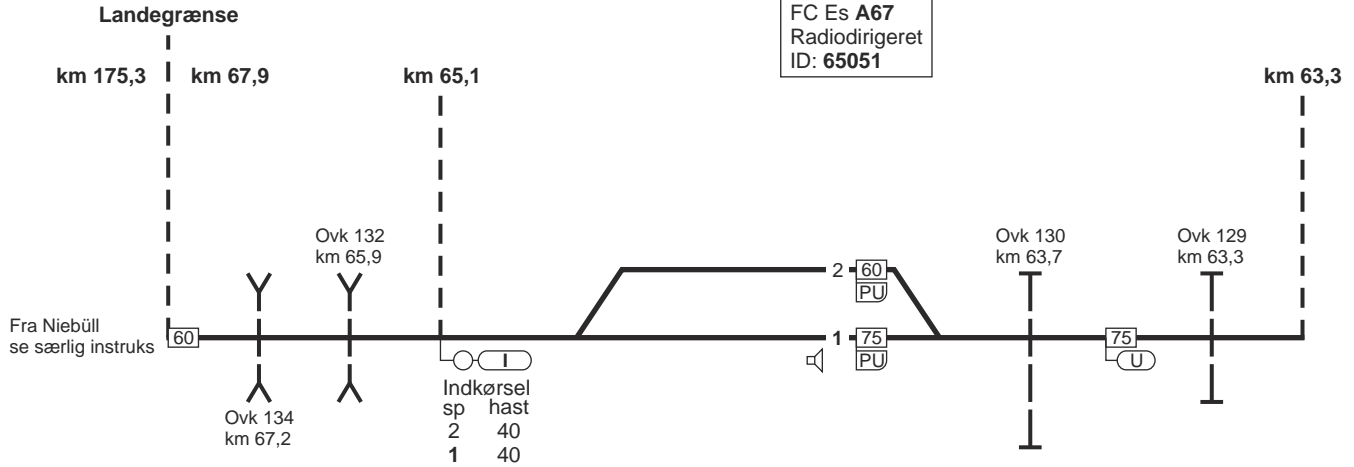 Landegrænse
FC Es A67
Radiodirigeret
ID: 65051
km 175,3
km 67,9
km 65,1
km 63,3
Ovk 132
km 65,9
Ovk 130
km 63,7
Ovk 129
km 63,3
2 60
PU
Fra Niebüll
se særlig instruks
60
1 75
PU
75
U
I
Indkørsel
sp hast
2 40
1 40
Ovk 134
km 67,2